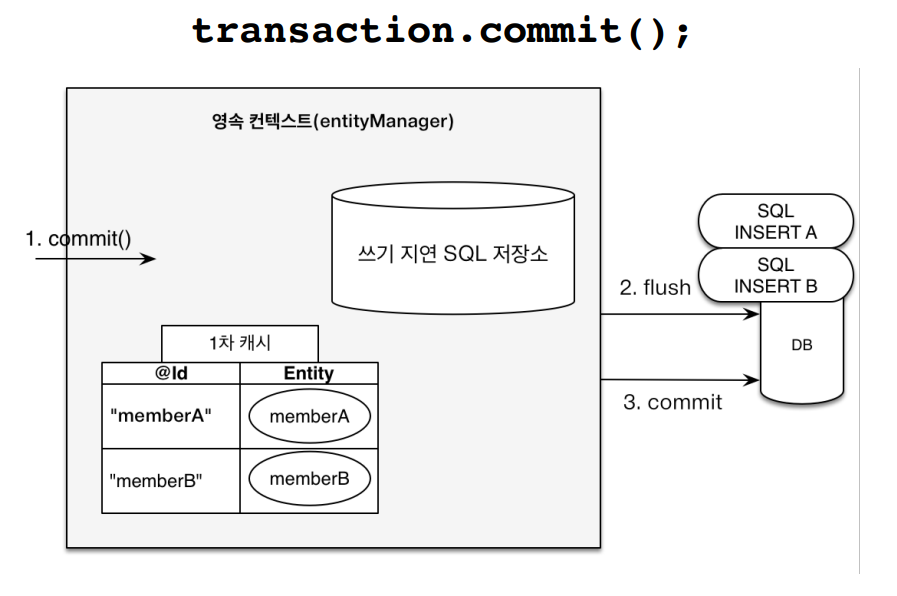 transaction.commit();
영속 컨텍스트(entityManager)
1. commit()
쓰기 지연 SQL 저장소
SQL
INSERT A
SQL
INSERT B
2. flush
DB
3. commit
1차 캐시
@Id Entity
"memberA" memberA
"memberB" memberB